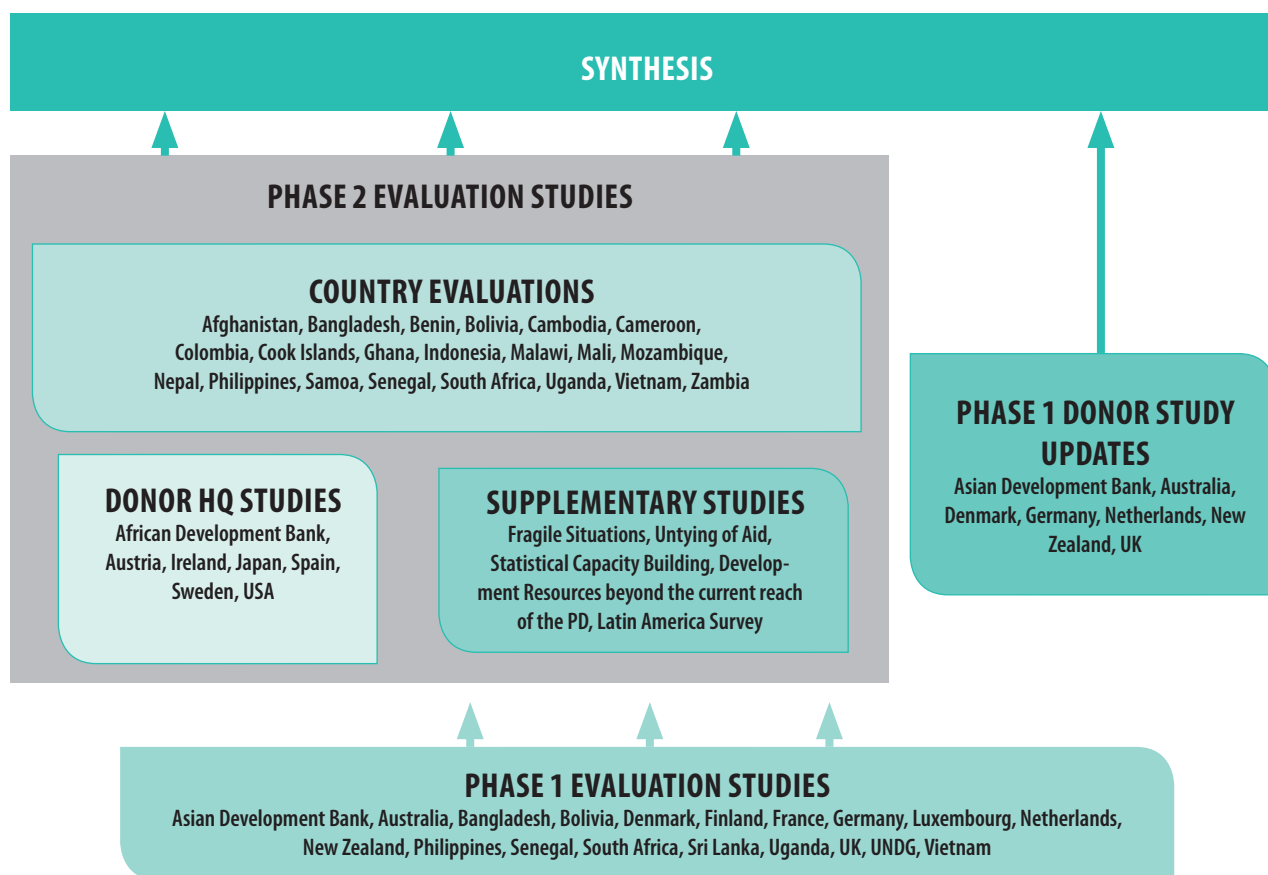 SYNTHESIS
PHASE 2 EVALUATION STUDIES
COUNTRY EVALUATIONS
Afghanistan, Bangladesh, Benin, Bolivia, Cambodia, Cameroon,
Colombia, Cook Islands, Ghana, Indonesia, Malawi, Mali, Mozambique,
Nepal, Philippines, Samoa, Senegal, South Africa, Uganda, Vietnam, Zambia
DONOR HQ STUDIES
African Development Bank,
Austria, Ireland, Japan, Spain,
Sweden, USA
SUPPLEMENTARY STUDIES
Fragile Situations, Untying of Aid,
Statistical Capacity Building, Develop-
ment Resources beyond the current reach
of the PD, Latin America Survey
PHASE 1 DONOR STUDY
UPDATES
Asian Development Bank, Australia,
Denmark, Germany, Netherlands, New
Zealand, UK
PHASE 1 EVALUATION STUDIES
Asian Development Bank, Australia, Bangladesh, Bolivia, Denmark, Finland, France, Germany, Luxembourg, Netherlands,
New Zealand, Philippines, Senegal, South Africa, Sri Lanka, Uganda, UK, UNDG, Vietnam